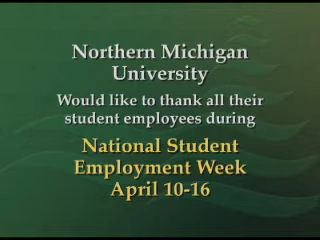 Northern Michigan
University
Would like to thank all their
student employees during
National Student
Employment Week
April 10-16